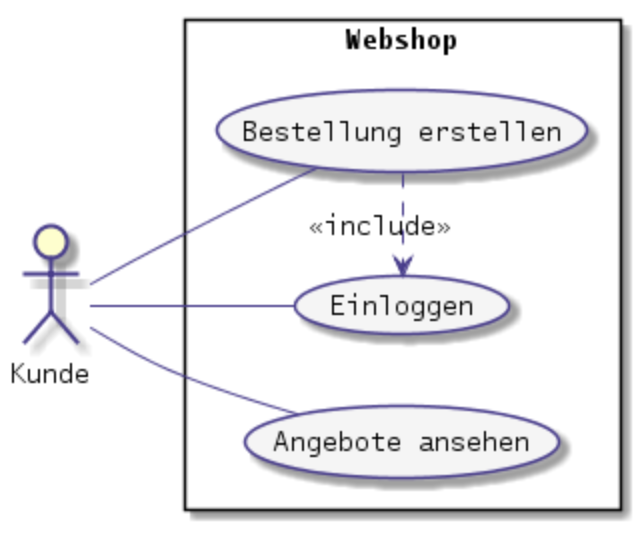 Webshop
Bestellung erstellen
«include»
Einloggen
Kunde
Angebote ansehen